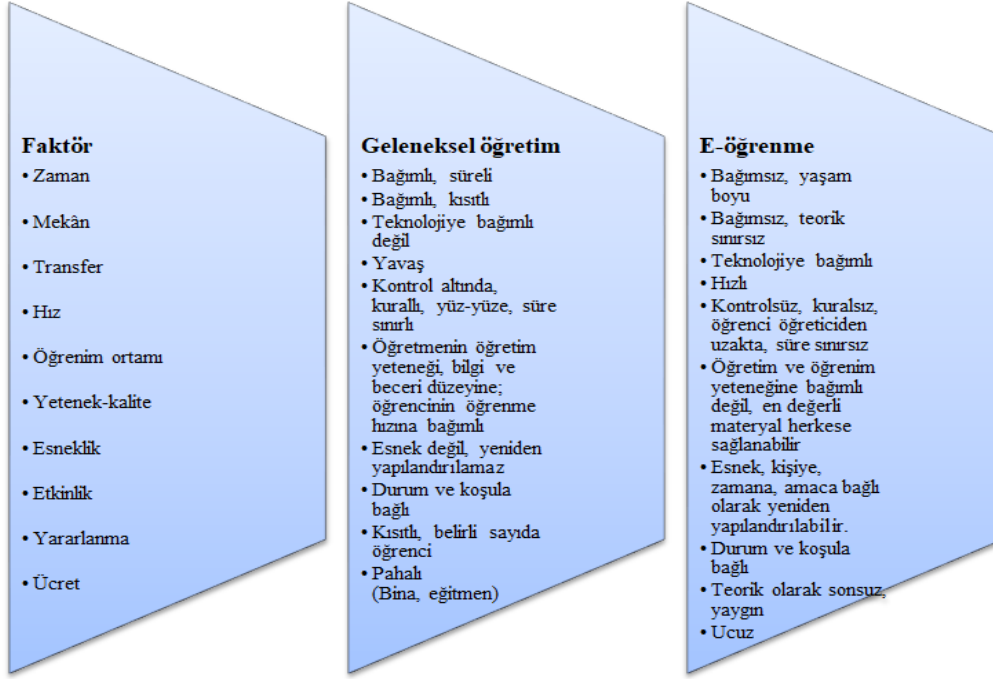 Faktör
• Zaman
• Mekân
• Transfer
• Hız
• Öğrenim ortamı
• Yetenek-kalite
• Esneklik
• Etkinlik
• Yararlanma
• Ücret
Geleneksel öğretim
• Bağımlı, süreli
• Bağımlı, kısıtlı
• Teknolojiye bağımlı
değil
• Yavaş
• Kontrol altında,
kurallı, yüz-yüze, süre
sınırlı
• Öğretmenin öğretim
yeteneği, bilgi ve
beceri düzeyine;
öğrencinin öğrenme
hızına bağımlı
• Esnek değil, yeniden
yapılandırılamaz
• Durum ve koşula
bağlı
• Kısıtlı, belirli sayıda
öğrenci
• Pahalı
(Bina, eğitmen)
E-öğrenme
• Bağımsız, yaşam
boyu
• Bağımsız, teorik
sınırsız
• Teknolojiye bağımlı
• Hızlı
• Kontrolsüz, kuralsız,
öğrenci öğreticiden
uzakta, süre sınırsız
• Öğretim ve öğrenim
yeteneğine bağımlı
değil, en değerli
materyal herkese
sağlanabilir
• Esnek, kişiye,
zamana, amaca bağlı
olarak yeniden
yapılandırılabilir.
• Durum ve koşula
bağlı
• Teorik olarak sonsuz,
yaygın
• Ucuz